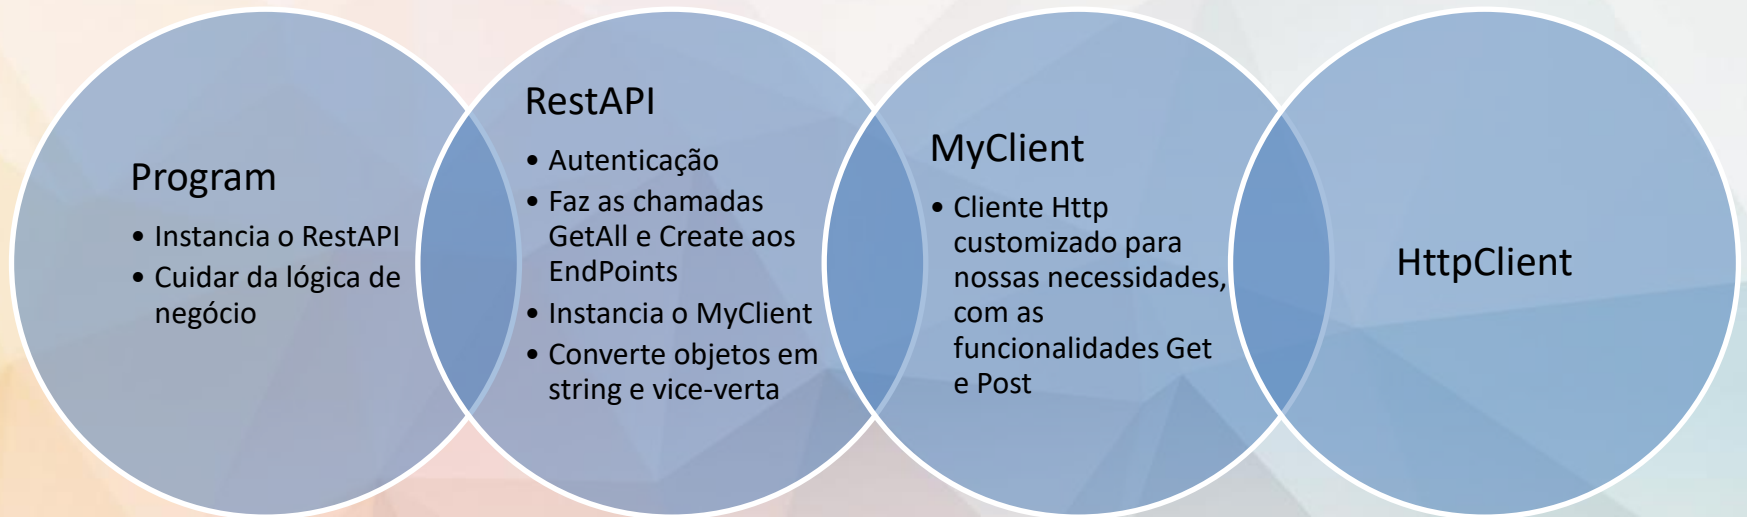 Program
• Instancia o RestAPI
• Cuidar da lógica de
negócio
RestAPI
• Autenticação
• Faz as chamadas
GetAll e Create aos
EndPoints
• Instancia o MyClient
• Converte objetos em
string e vice-verta
MyClient
• Cliente Http
customizado para
nossas necessidades,
com as
funcionalidades Get
e Post
HttpClient